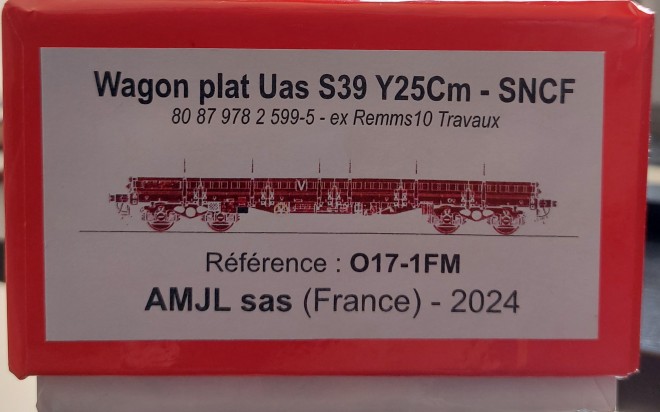 Wagon plat Uas S39 Y25Cm - SNCF
80 87 978 2 599-5 - ex Remms10 Travaux
M
Référence : O17-1FM
AMJL sas (France) - 2024